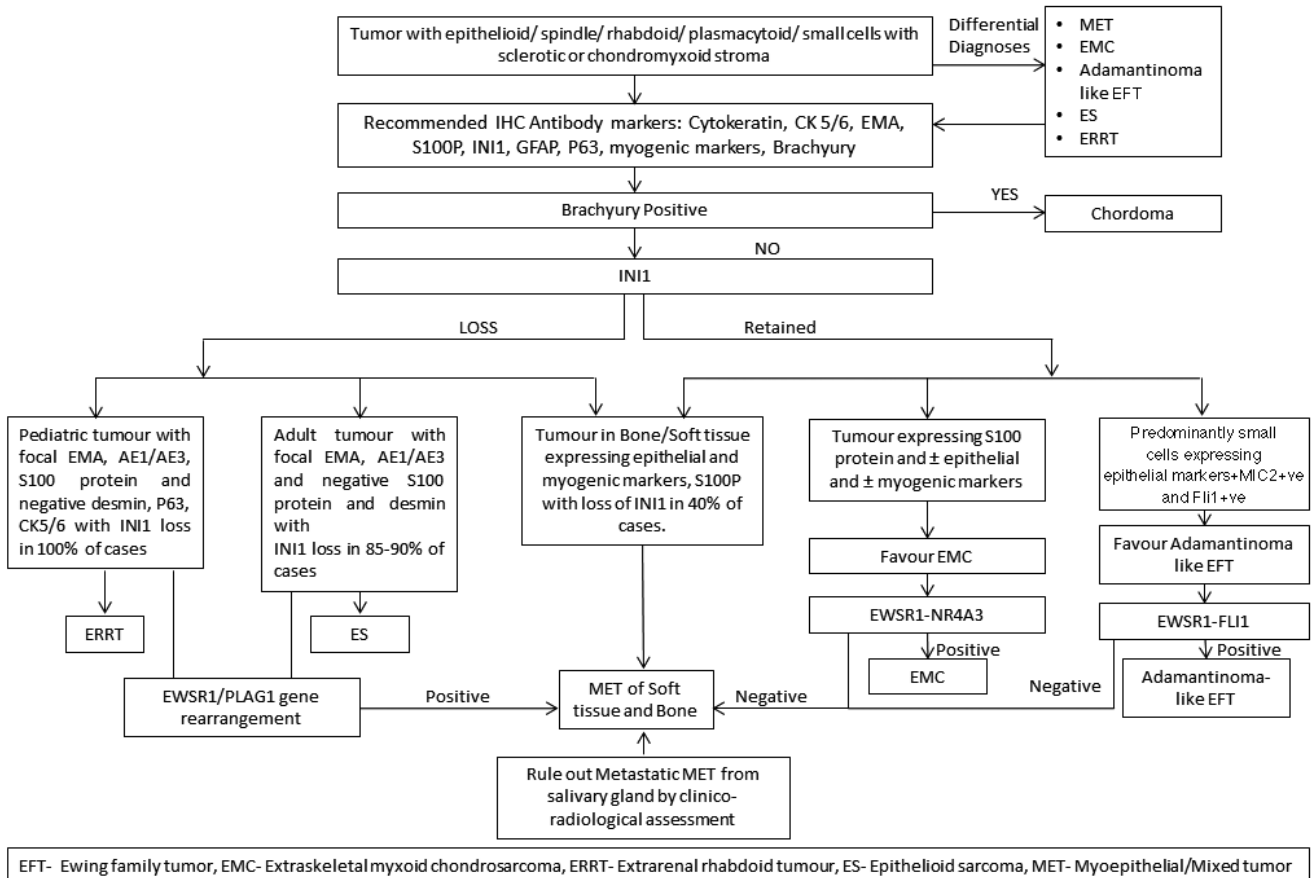 Tumor with epithelioid/ spindle/ rhabdoid/ plasmacytoid/ small cells with
sclerotic or chondromyxoid stroma
Differential
Diagnoses
• MET
• EMC
• Adamantinoma
like EFT
• ES
• ERRT
Recommended IHC Antibody markers: Cytokeratin, CK 5/6, EMA,
S100P, INI1, GFAP, P63, myogenic markers, Brachyury
Brachyury Positive
YES
Chordoma
NO
INI1
LOSS
Retained
Pediatric tumour with
focal EMA, AE1/AE3,
S100 protein and
negative desmin, P63,
CK5/6 with INI1 loss
in 100% of cases
Adult tumour with
focal EMA, AE1/AE3
and negative S100
protein and desmin
with
INI1 loss in 85-90% of
cases
Tumour in Bone/Soft tissue
expressing epithelial and
myogenic markers, S100P
with loss of INI1 in 40% of
cases.
Tumour expressing S100
protein and ± epithelial
and ± myogenic markers
Predominantly small
cells expressing
epithelial markers+MIC2+ve
and Fli1+ve
Favour EMC
Favour Adamantinoma
like EFT
ERRT
ES
EWSR1-NR4A3
EWSR1-FLI1
Positive
Positive
EMC
Adamantinoma-
like EFT
EWSR1/PLAG1 gene
rearrangement
Positive
MET of Soft
tissue and Bone
Negative
Negative
Rule out Metastatic MET from
salivary gland by clinico-
radiological assessment
EFT- Ewing family tumor, EMC- Extraskeletal myxoid chondrosarcoma, ERRT- Extrarenal rhabdoid tumour, ES- Epithelioid sarcoma, MET- Myoepithelial/Mixed tumor